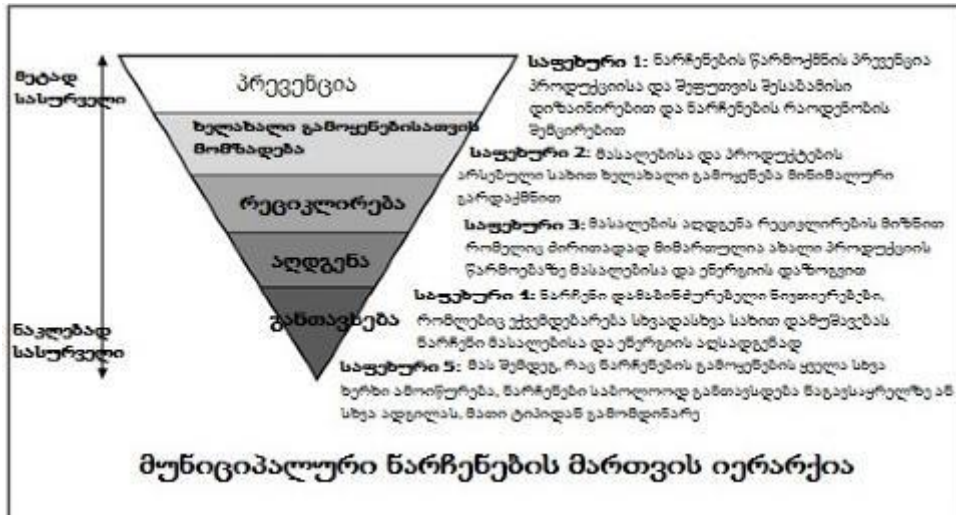 მეტად
სასურველი
პრევენცია
ხელახალი გამოყენებისათვის
მომზადება
რეციკლირება
აღდგენა
განთავსება
ნაკლებად
სასურველი
საფეხური 1: ნარჩენების წარმოქმნის პრევენცია
პროდუქციისა და შეფუთვის შესაბამისი
დიზაინირებით და ნარჩენების რაოდენობის
შემცირებით
საფეხური 2: მასალებისა და პროდუქტების
არსებული სახით ხელახალი გამოყენება მინიმალური
გარდაქმნით
საფეხური 3: მასალების აღდგენა რეციკლირების მიზნით
რომელიც ძირითადად მიმართულია ახალი პროდუქციის
წარმოებაზე მასალებისა და ენერგიის დაზოგვით
საფეხური 4: ნარჩენი დამაბინძურებელი ნივთიერებები,
რომლებიც ექვემდებარება სხვადასხვა სახით დამუშავებას
ნარჩენი მასალებისა და ენერგიის აღსადგენად
საფეხური 5: მას შემდეგ, რაც ნარჩენების გამოყენების ყველა სხვა
ხერხი ამოიწურება, ნარჩენები საბოლოოდ განთავსდება ნაგავსაყრელზე ან
სხვა ადგილას, მათი ტიპიდან გამომდინარე
მუნიციპალური ნარჩენების მართვის იერარქია